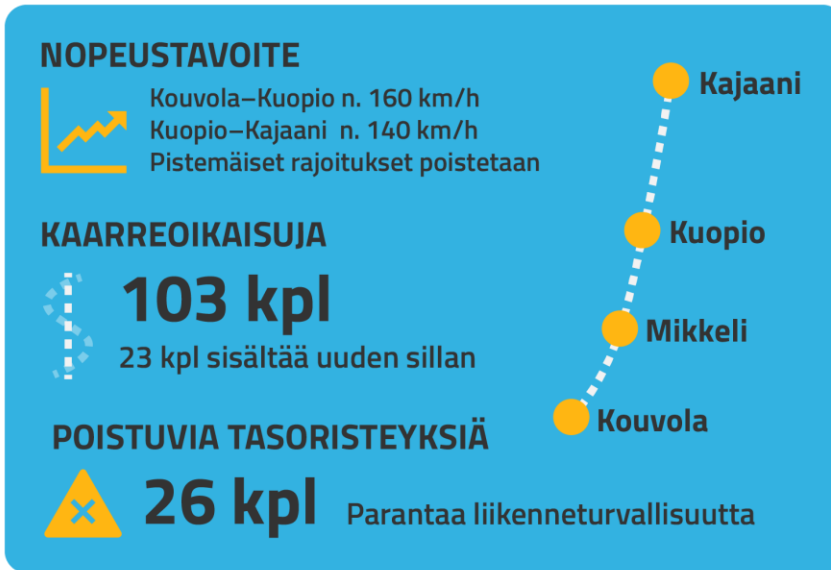 NOPEUSTAVOITE
Kouvola–Kuopio n. 160 km/h
Kuopio–Kajaani n. 140 km/h
Pistemäiset rajoitukset poistetaan
KAARREOIKAISUJA
103 kpl
23 kpl sisältää uuden sillan
POISTUVIA TASORISTEYKSIÄ
26 kpl Parantaa liikenneturvallisuutta
Kajaani
Kuopio
Mikkeli
Kouvola